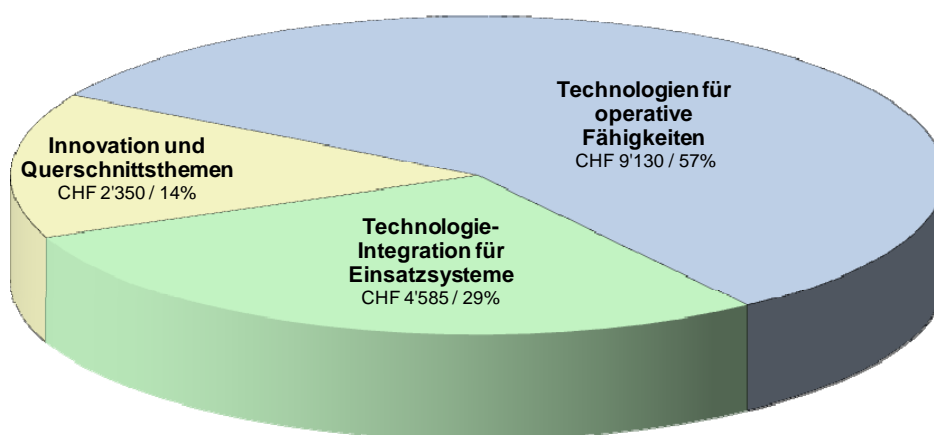 Technologien für
operative
Fähigkeiten
CHF 9'130 / 57%
Innovation und
Querschnittsthemen
CHF 2'350 / 14%
Technologie-
Integration für
Einsatzsysteme
CHF 4'585 / 29%